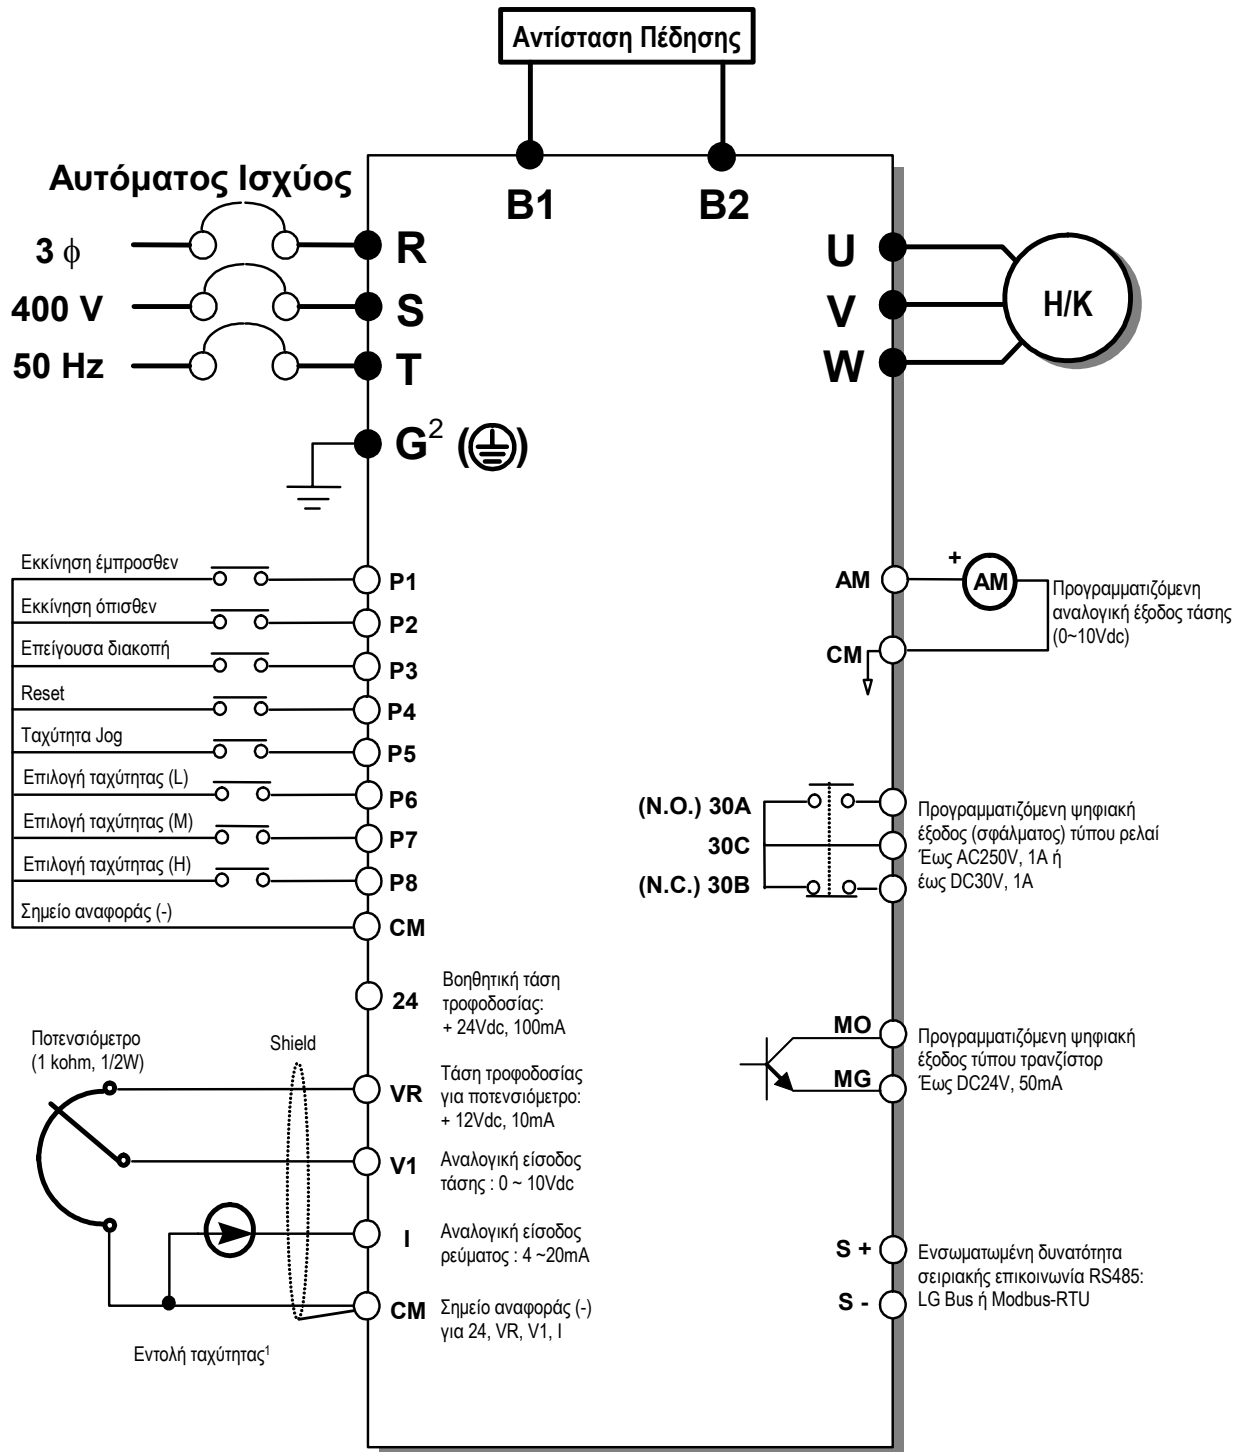 Αντίσταση Πέδησης
B1
B2
Αυτόματος Ισχύος
3 ϕ
400 V
50 Hz
R
S
T
G² (⏚)
U
V
W
H/K
Εκκίνηση έμπροσθεν
P1
Εκκίνηση όπισθεν
P2
Επείγουσα διακοπή
P3
Reset
P4
Ταχύτητα Jog
P5
Επιλογή ταχύτητας (L)
P6
Επιλογή ταχύτητας (M)
P7
Επιλογή ταχύτητας (H)
P8
Σημείο αναφοράς (-)
CM
AM
+
AM
CM
Προγραμματιζόμενη
αναλογική έξοδος τάσης
(0~10Vdc)
(N.O.) 30A
30C
(N.C.) 30B
Προγραμματιζόμενη ψηφιακή
έξοδος (σφάλματος) τύπου ρελαί
Έως AC250V, 1A ή
έως DC30V, 1A
24
Βοηθητική τάση
τροφοδοσίας:
+ 24Vdc, 100mA
Ποτενσιόμετρο
(1 kohm, 1/2W)
Shield
VR
Τάση τροφοδοσίας
για ποτενσιόμετρο:
+ 12Vdc, 10mA
V1
Αναλογική είσοδος
τάσης : 0 ~ 10Vdc
I
Αναλογική είσοδος
ρεύματος : 4 ~20mA
CM
Σημείο αναφοράς (-)
για 24, VR, V1, I
Εντολή ταχύτητας¹
MO
MG
Προγραμματιζόμενη ψηφιακή
έξοδος τύπου τρανζίστορ
Έως DC24V, 50mA
S +
S -
Ενσωματωμένη δυνατότητα
σειριακής επικοινωνία RS485:
LG Bus ή Modbus-RTU